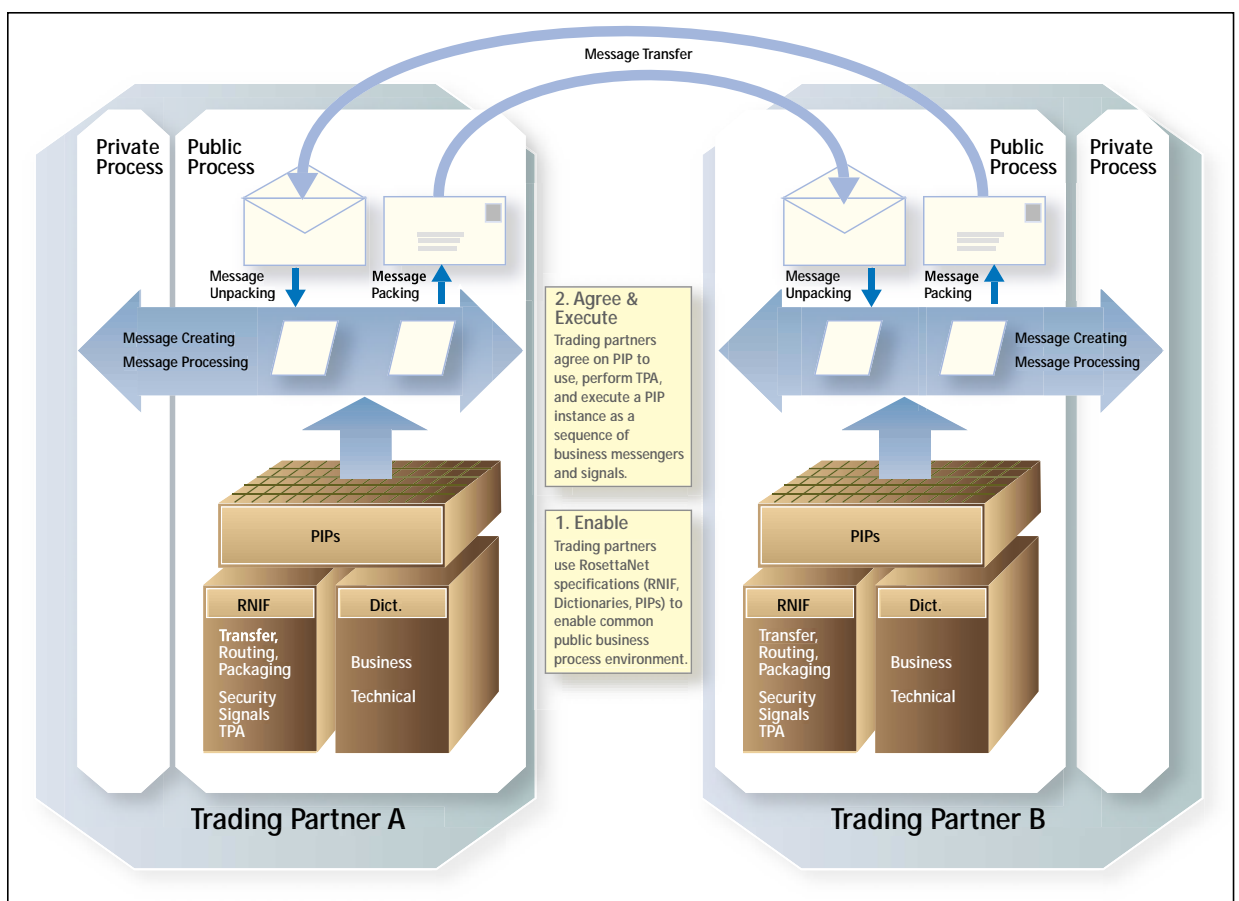 Message Transfer
Private
Process
Public
Process
Message
Unpacking
Message
Packing
Message Creating
Message Processing
PIPs
RNIF
Transfer,
Routing,
Packaging
Security
Signals
TPA
Dict.
Business
Technical
Trading Partner A
2. Agree &
Execute
Trading partners
agree on PIP to
use, perform TPA,
and execute a PIP
instance as a
sequence of
business messengers
and signals.
1. Enable
Trading partners
use RosettaNet
specifications (RNIF,
Dictionaries, PIPs) to
enable common
public business
process environment.
Public
Process
Private
Process
Message
Unpacking
Message
Packing
Message Creating
Message Processing
PIPs
RNIF
Transfer,
Routing,
Packaging
Security
Signals
TPA
Dict.
Business
Technical
Trading Partner B